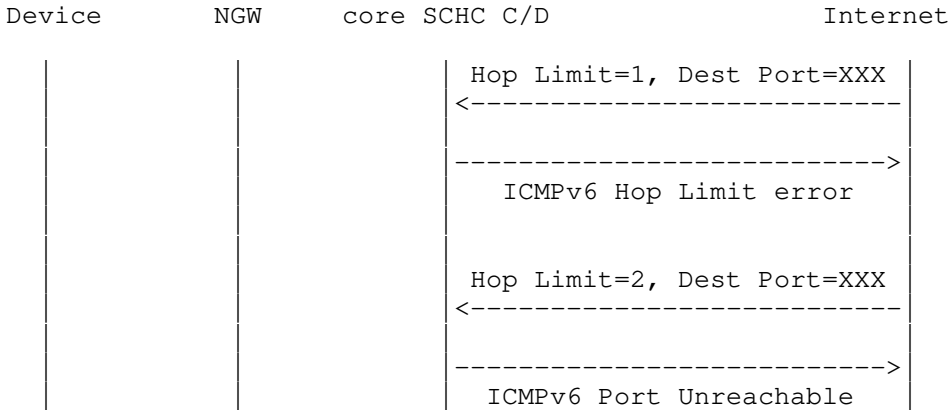 Device NGW core SCHC C/D Internet
Hop Limit=1, Dest Port=XXX
ICMPv6 Hop Limit error
Hop Limit=2, Dest Port=XXX
ICMPv6 Port Unreachable